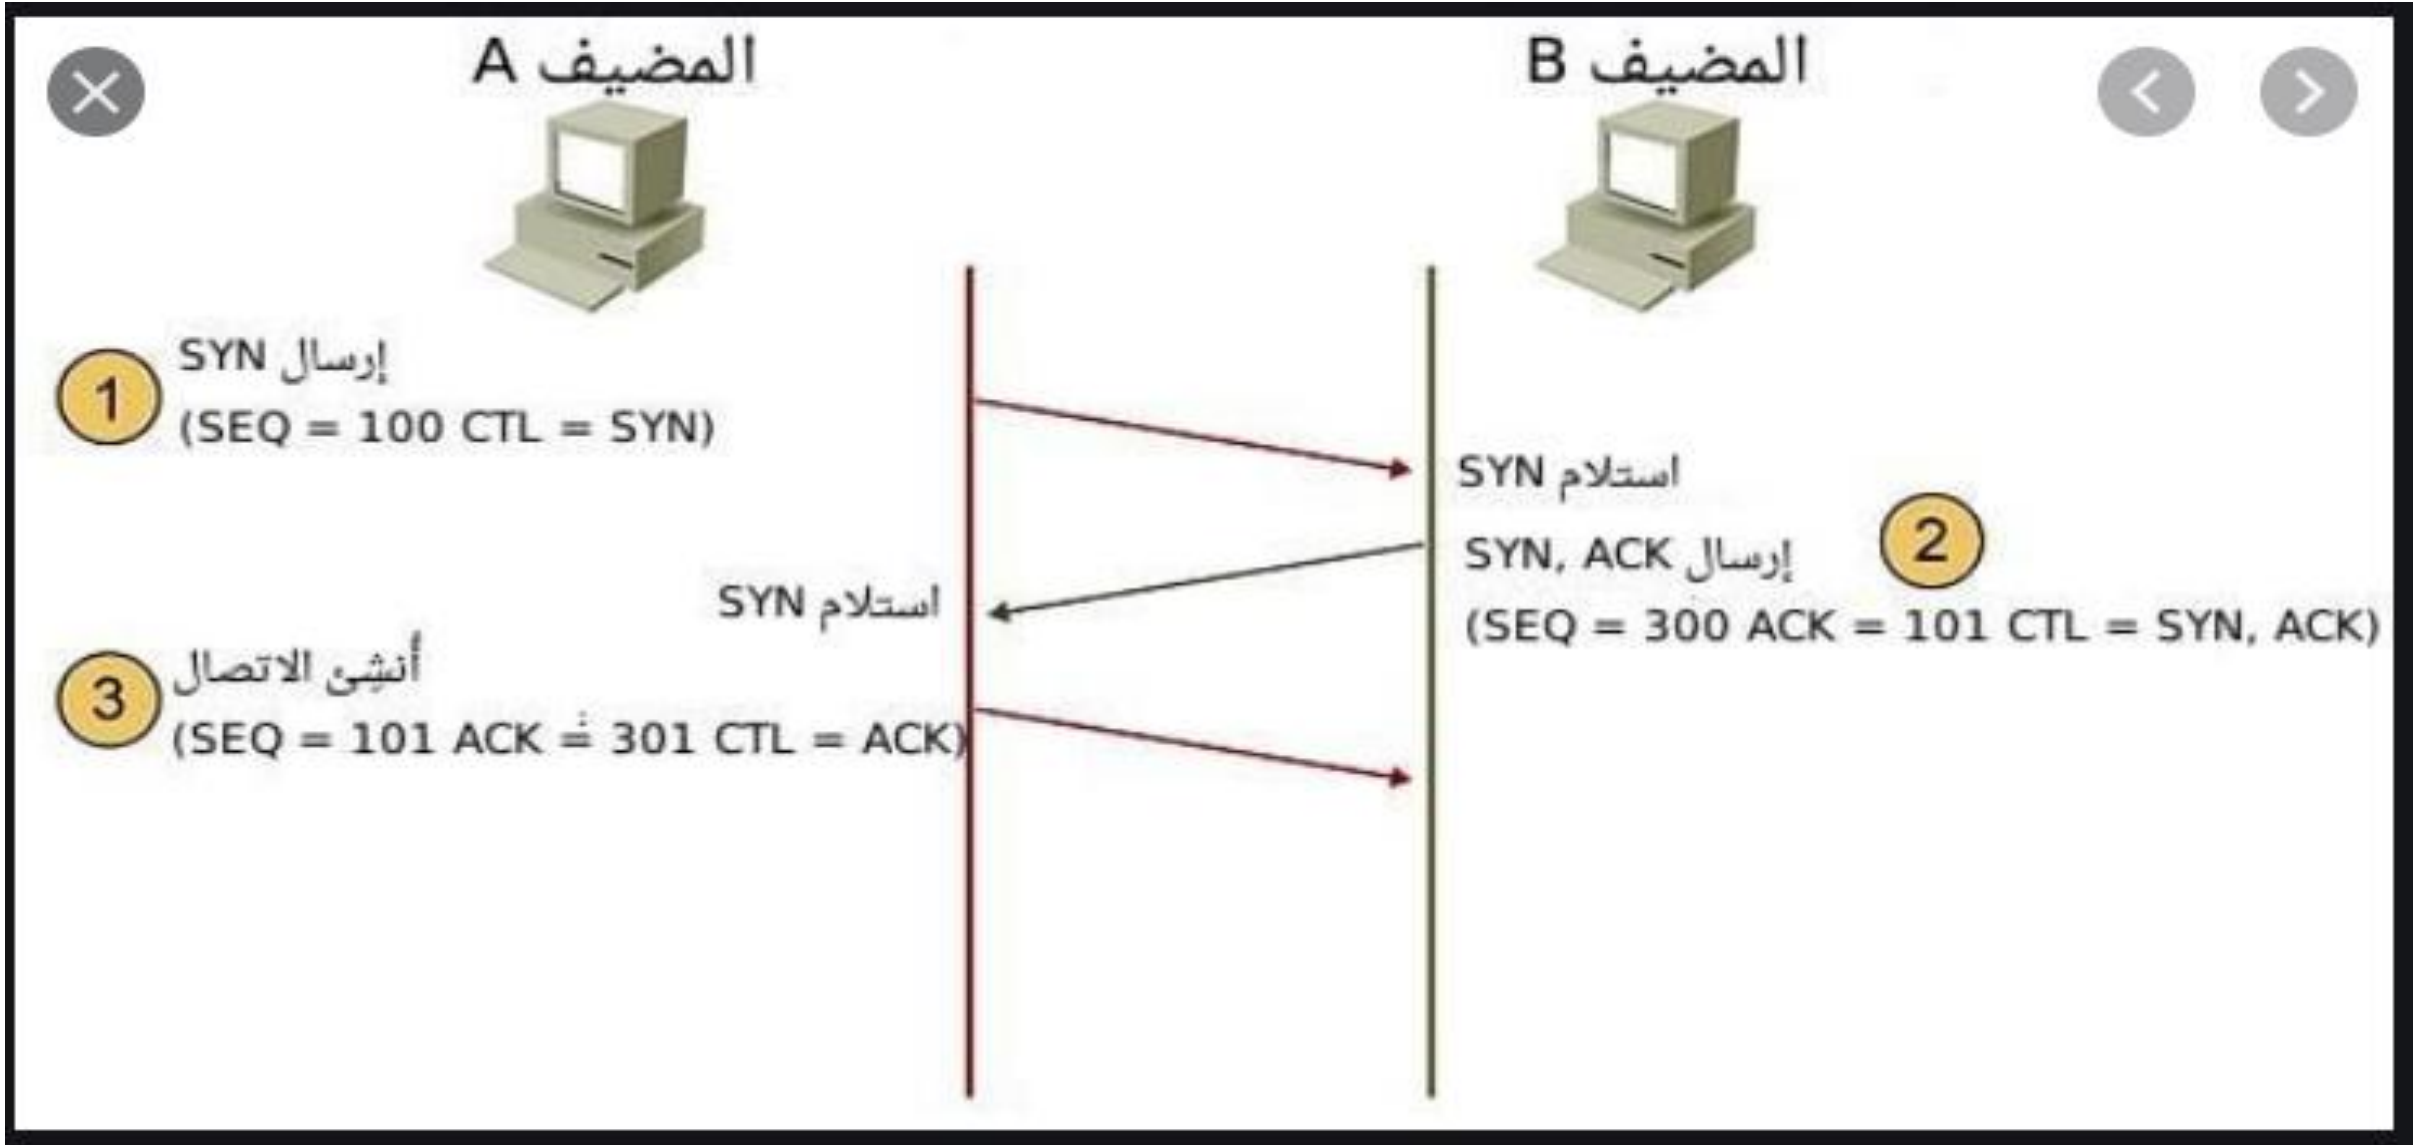 المضيف A
المضيف B
1
إرسال SYN
(SEQ = 100 CTL = SYN)
استلام SYN
2
إرسال SYN, ACK
(SEQ = 300 ACK = 101 CTL = SYN, ACK)
استلام SYN
3
أنشِئ الاتصال
(SEQ = 101 ACK = 301 CTL = ACK)